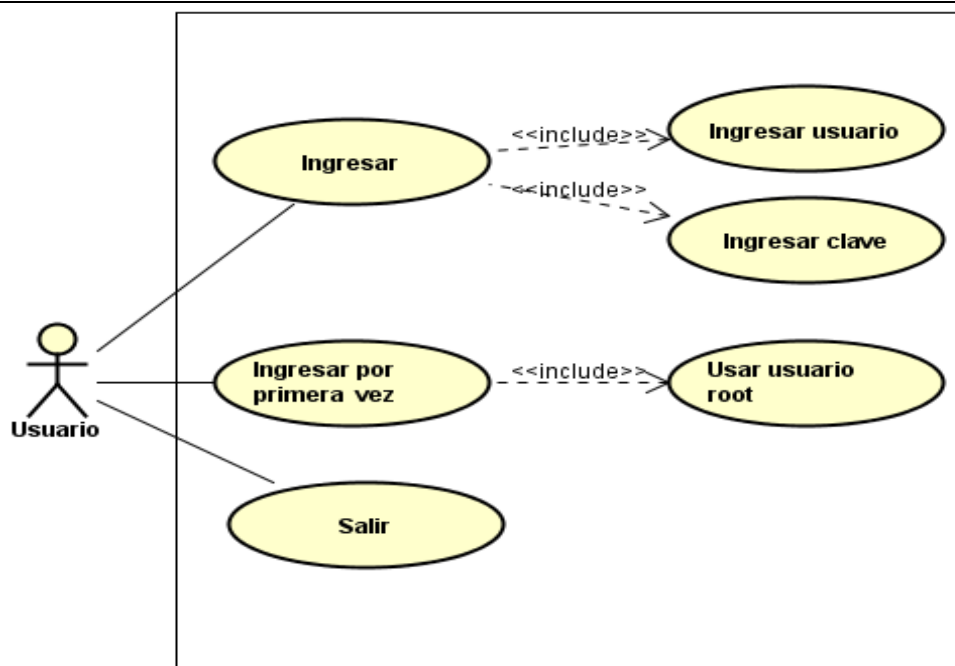 Ingresar
<<include>>
Ingresar usuario
<<include>>
Ingresar clave
Usuario
Ingresar por
primera vez
<<include>>
Usar usuario
root
Salir